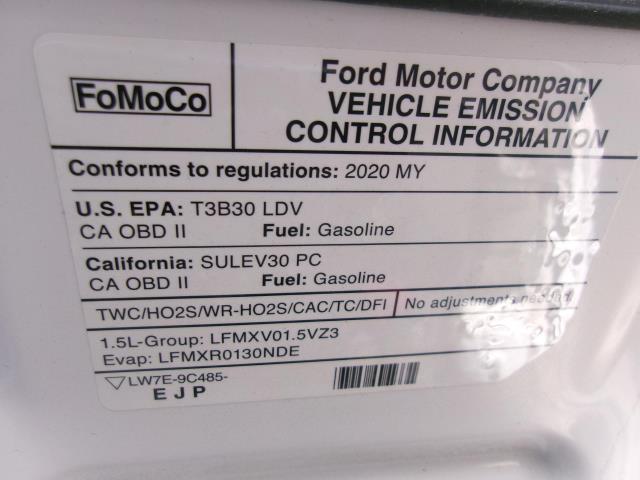 FoMoCo
Ford Motor Company
VEHICLE EMISSION
CONTROL INFORMATION
Conforms to regulations: 2020 MY
U.S. EPA: T3B30 LDV
CA OBD II Fuel: Gasoline
California: SULEV30 PC
CA OBD II Fuel: Gasoline
TWC/HO2S/WR-HO2S/CAC/TC/DFI No adjustments needed.
1.5L-Group: LFMXV01.5VZ3
Evap: LFMXR0130NDE
LW7E-9C485-
EJP